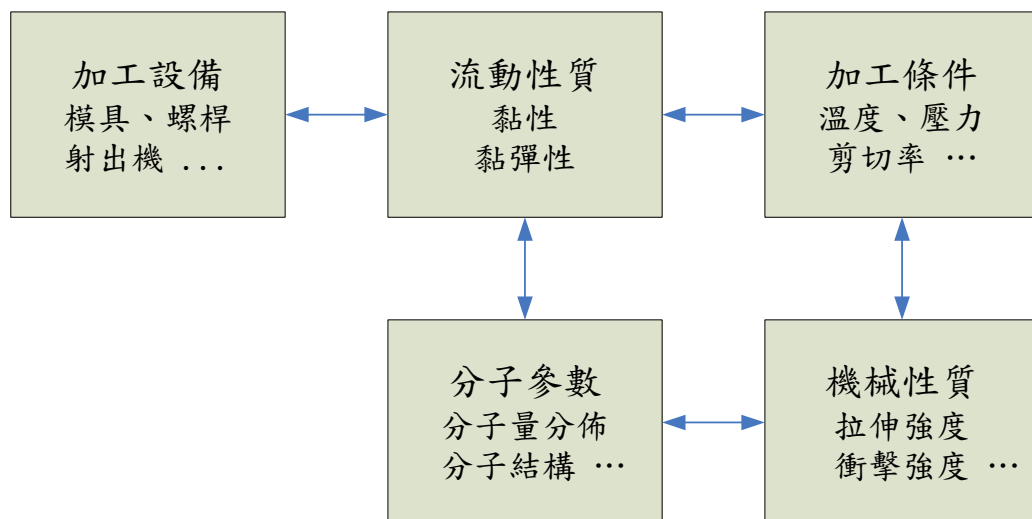 加工設備
模具、螺桿
射出機 ...
流動性質
黏性
黏彈性
加工條件
溫度、壓力
剪切率 …
分子參數
分子量分佈
分子結構 …
機械性質
拉伸強度
衝擊強度 …